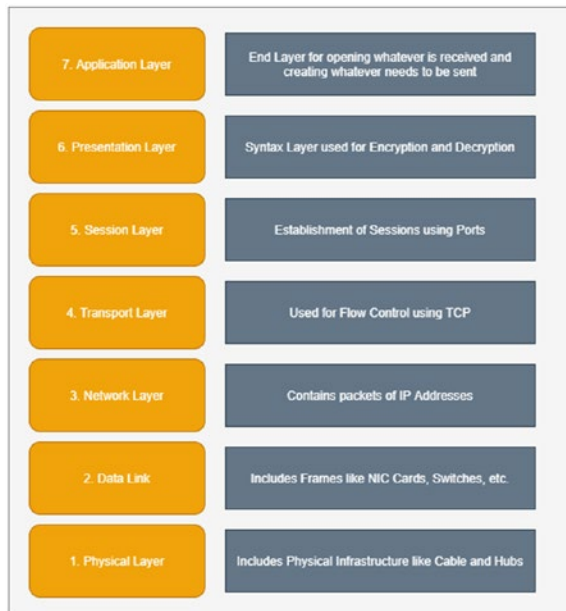 7. Application Layer
End Layer for opening whatever is received and
creating whatever needs to be sent
6. Presentation Layer
Syntax Layer used for Encryption and Decryption
5. Session Layer
Establishment of Sessions using Ports
4. Transport Layer
Used for Flow Control using TCP
3. Network Layer
Contains packets of IP Addresses
2. Data Link
Includes Frames like NIC Cards, Switches, etc.
1. Physical Layer
Includes Physical Infrastructure like Cable and Hubs